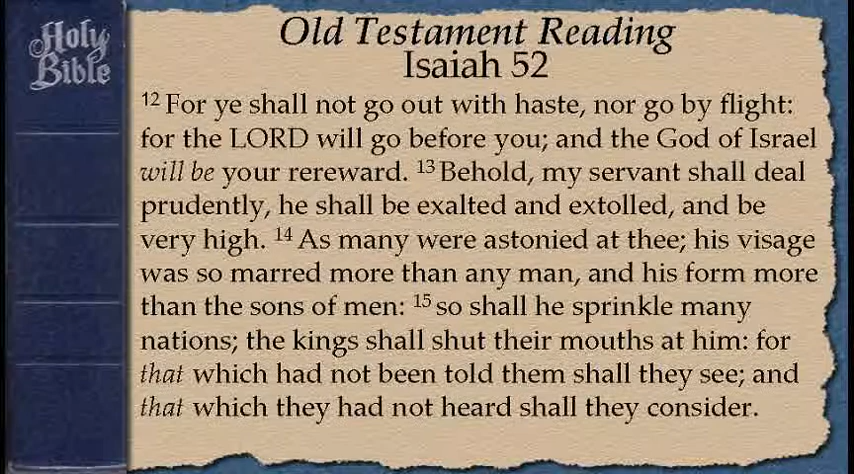 Holy
Bible
Old Testament Reading
Isaiah 52
12 For ye shall not go out with haste, nor go by flight:
for the LORD will go before you; and the God of Israel
will be your rereward. 13 Behold, my servant shall deal
prudently, he shall be exalted and extolled, and be
very high. 14 As many were astonied at thee; his visage
was so marred more than any man, and his form more
than the sons of men: 15 so shall he sprinkle many
nations; the kings shall shut their mouths at him: for
that which had not been told them shall they see; and
that which they had not heard shall they consider.